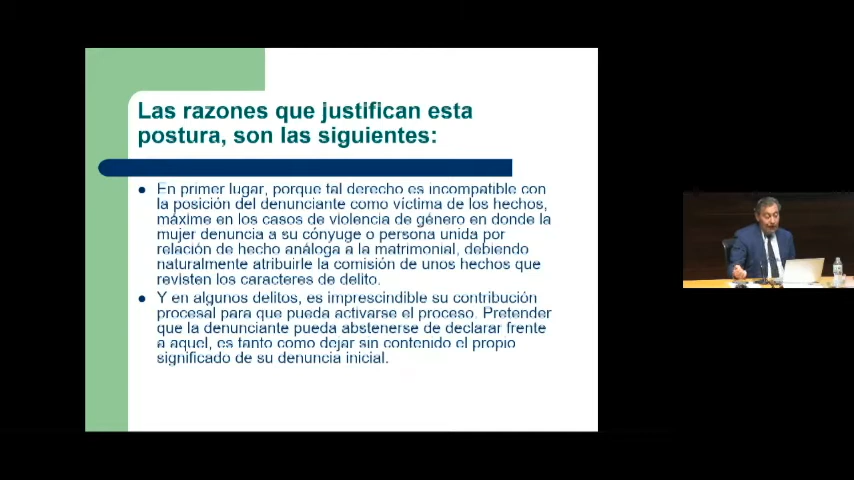 Las razones que justifican esta
postura, son las siguientes:
● En primer lugar, porque tal derecho es incompatible con
la posición del denunciante como víctima de los hechos,
máxime en los casos de violencia de género en donde la
mujer denuncia a su cónyuge o persona unida por
relación de hecho análoga a la matrimonial, debiendo
naturalmente atribuirle la comisión de unos hechos que
revisten los caracteres de delito.
● Y en algunos delitos, es imprescindible su contribución
procesal para que pueda activarse el proceso. Pretender
que la denunciante pueda abstenerse de declarar frente
a aquel, es tanto como dejar sin contenido el propio
significado de su denuncia inicial.